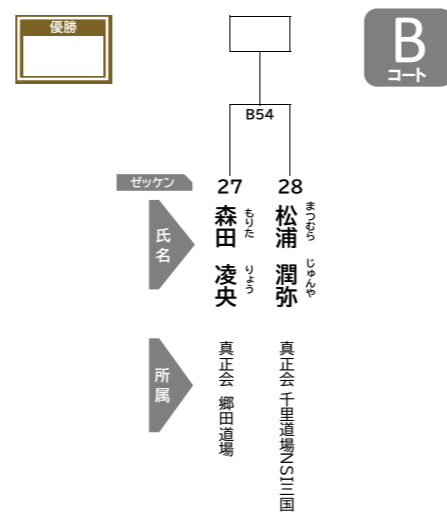 優勝
B
コート
B54
ゼッケン
27
28
氏名
森田 凌央
もりた りょう
松浦 潤弥
まつむら じゅんや
所属
真正会 郷田道場
真正会 千里道場NSI三国